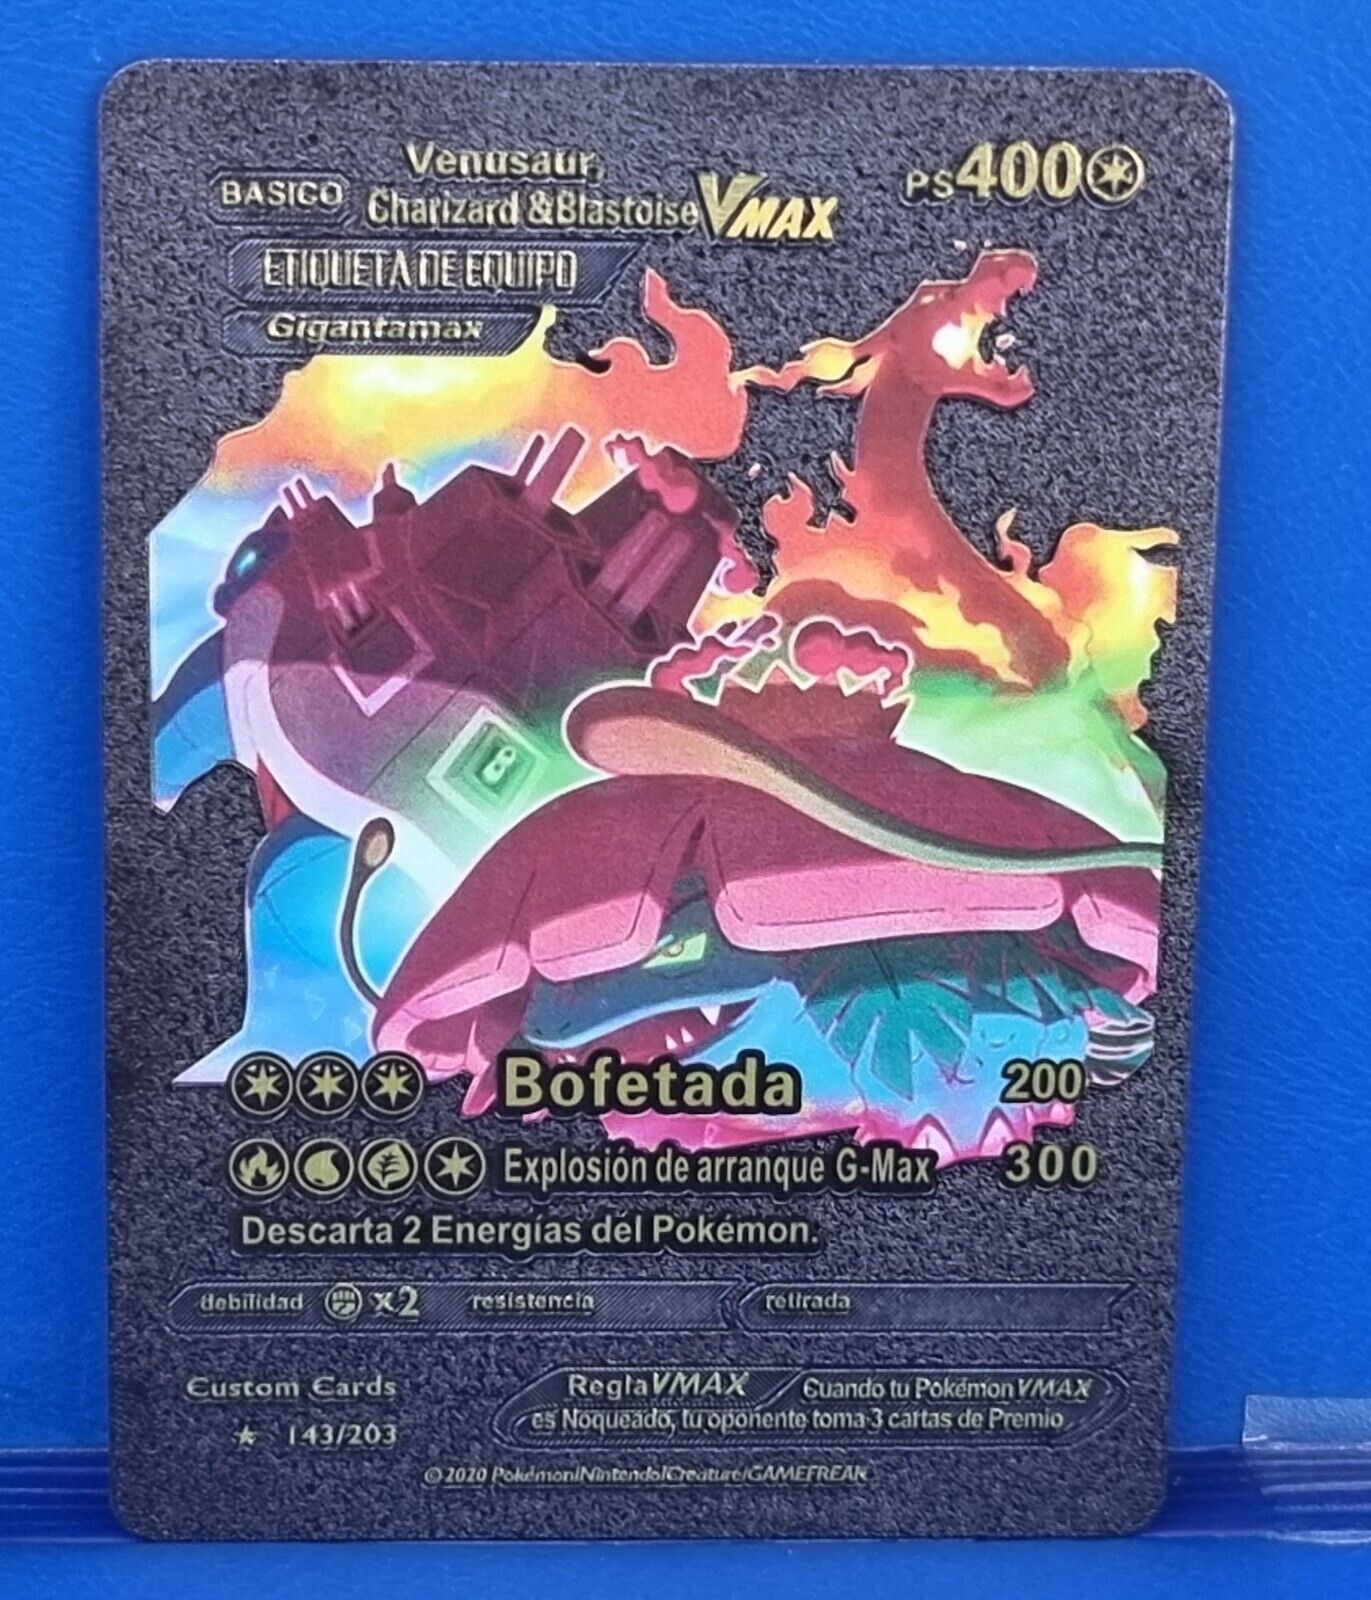 Venusaur,
BASICO Charizard &Blastoise VMAX PS400
ETIQUETA DE EQUIPO
Gigantamax
Bofetada 200
Explosión de arranque G-Max 300
Descarta 2 Energías del Pokémon.
debilidad x2 resistencia retirada
Custom Cards
ReglaVMAX Cuando tu Pokémon VMAX
es Noqueado, tu oponente toma 3 cartas de Premio
143/203
©2020 Pokémon/Nintendo/Creature/GAMEFREAK